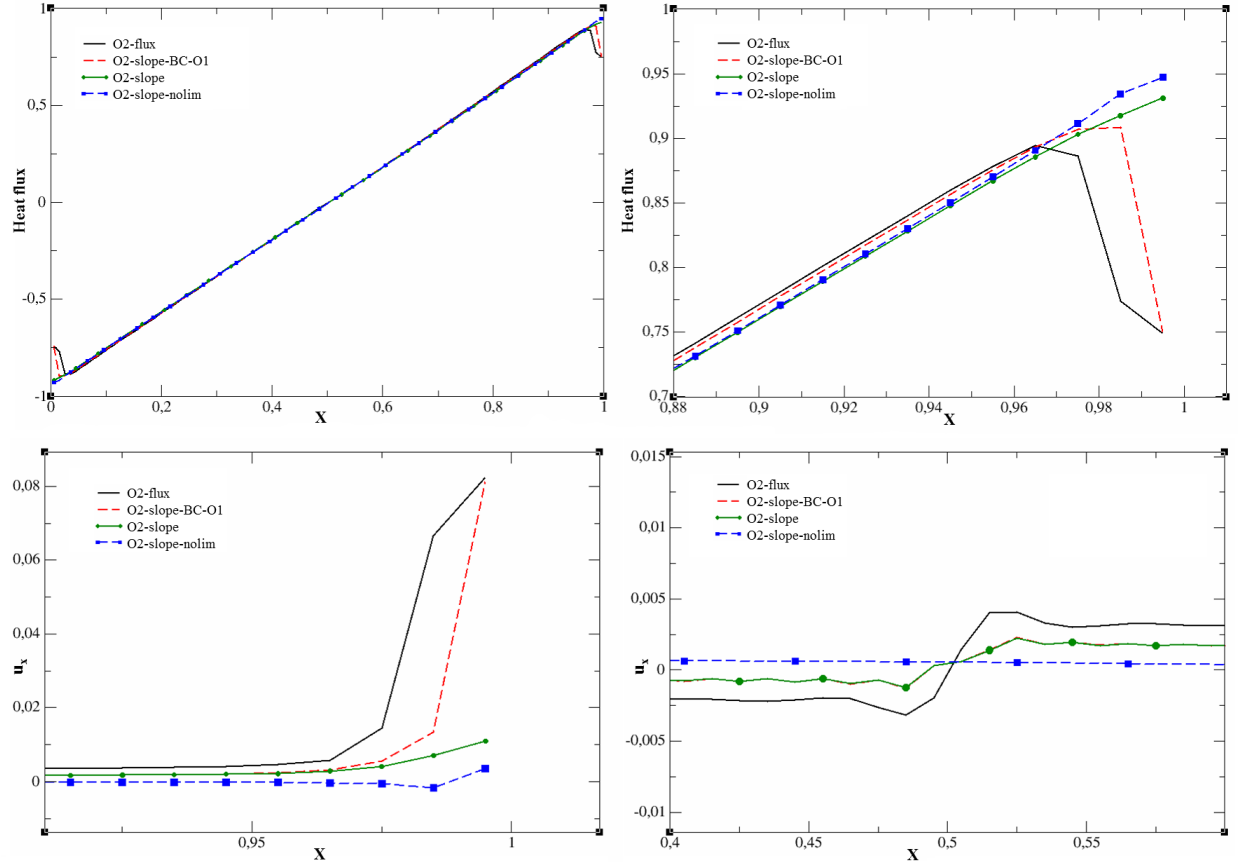 1
0,5
0
-0,5
-1
Heat flux
O2-flux
O2-slope-BC-O1
O2-slope
O2-slope-nolim
0
0,2
0,4
0,6
0,8
1
X
1
0,95
0,9
0,85
0,8
0,75
0,7
Heat flux
O2-flux
O2-slope-BC-O1
O2-slope
O2-slope-nolim
0,88
0,9
0,92
0,94
0,96
0,98
1
X
0,08
0,06
0,04
0,02
0
ux
O2-flux
O2-slope-BC-O1
O2-slope
O2-slope-nolim
0,95
1
X
0,015
0,01
0,005
0
-0,005
-0,01
ux
O2-flux
O2-slope-BC-O1
O2-slope
O2-slope-nolim
0,4
0,45
0,5
0,55
X